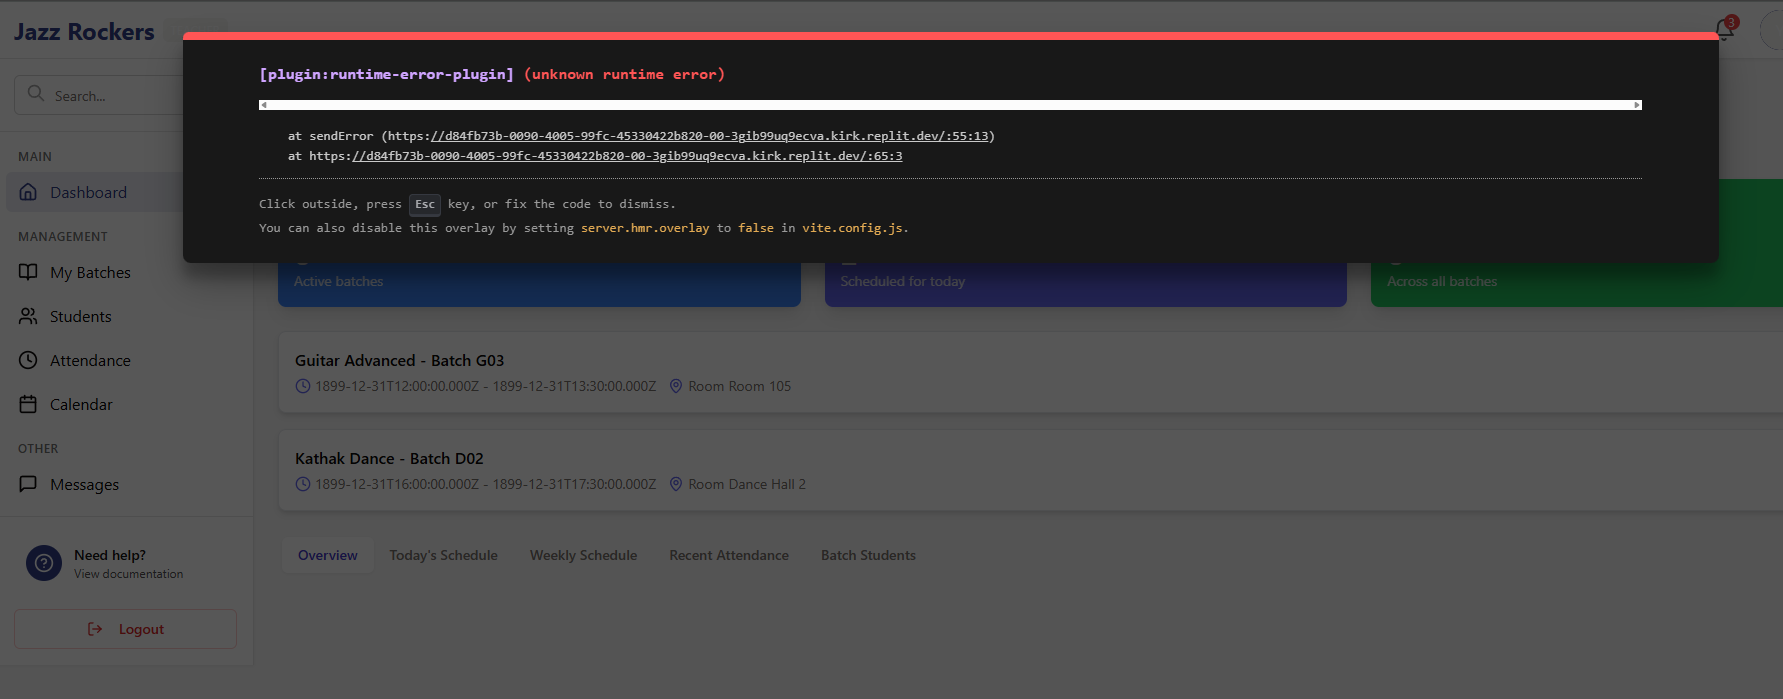 Jazz Rockers
3
[plugin:runtime-error-plugin] (unknown runtime error)
Search...
at sendError (https://d84fb73b-0090-4005-99fc-45330422b820-00-3gib99uq9ecva.kirk.replit.dev/:55:13)
at https://d84fb73b-0090-4005-99fc-45330422b820-00-3gib99uq9ecva.kirk.replit.dev/:65:3
MAIN
Dashboard
Click outside, press Esc key, or fix the code to dismiss.
You can also disable this overlay by setting server.hmr.overlay to false in vite.config.js.
MANAGEMENT
My Batches
Students
Attendance
Calendar
OTHER
Messages
Need help?
View documentation
Logout
Active batches
Scheduled for today
Across all batches
Guitar Advanced - Batch G03
1899-12-31T12:00:00.000Z - 1899-12-31T13:30:00.000Z Room Room 105
Kathak Dance - Batch D02
1899-12-31T16:00:00.000Z - 1899-12-31T17:30:00.000Z Room Dance Hall 2
Overview Today's Schedule Weekly Schedule Recent Attendance Batch Students